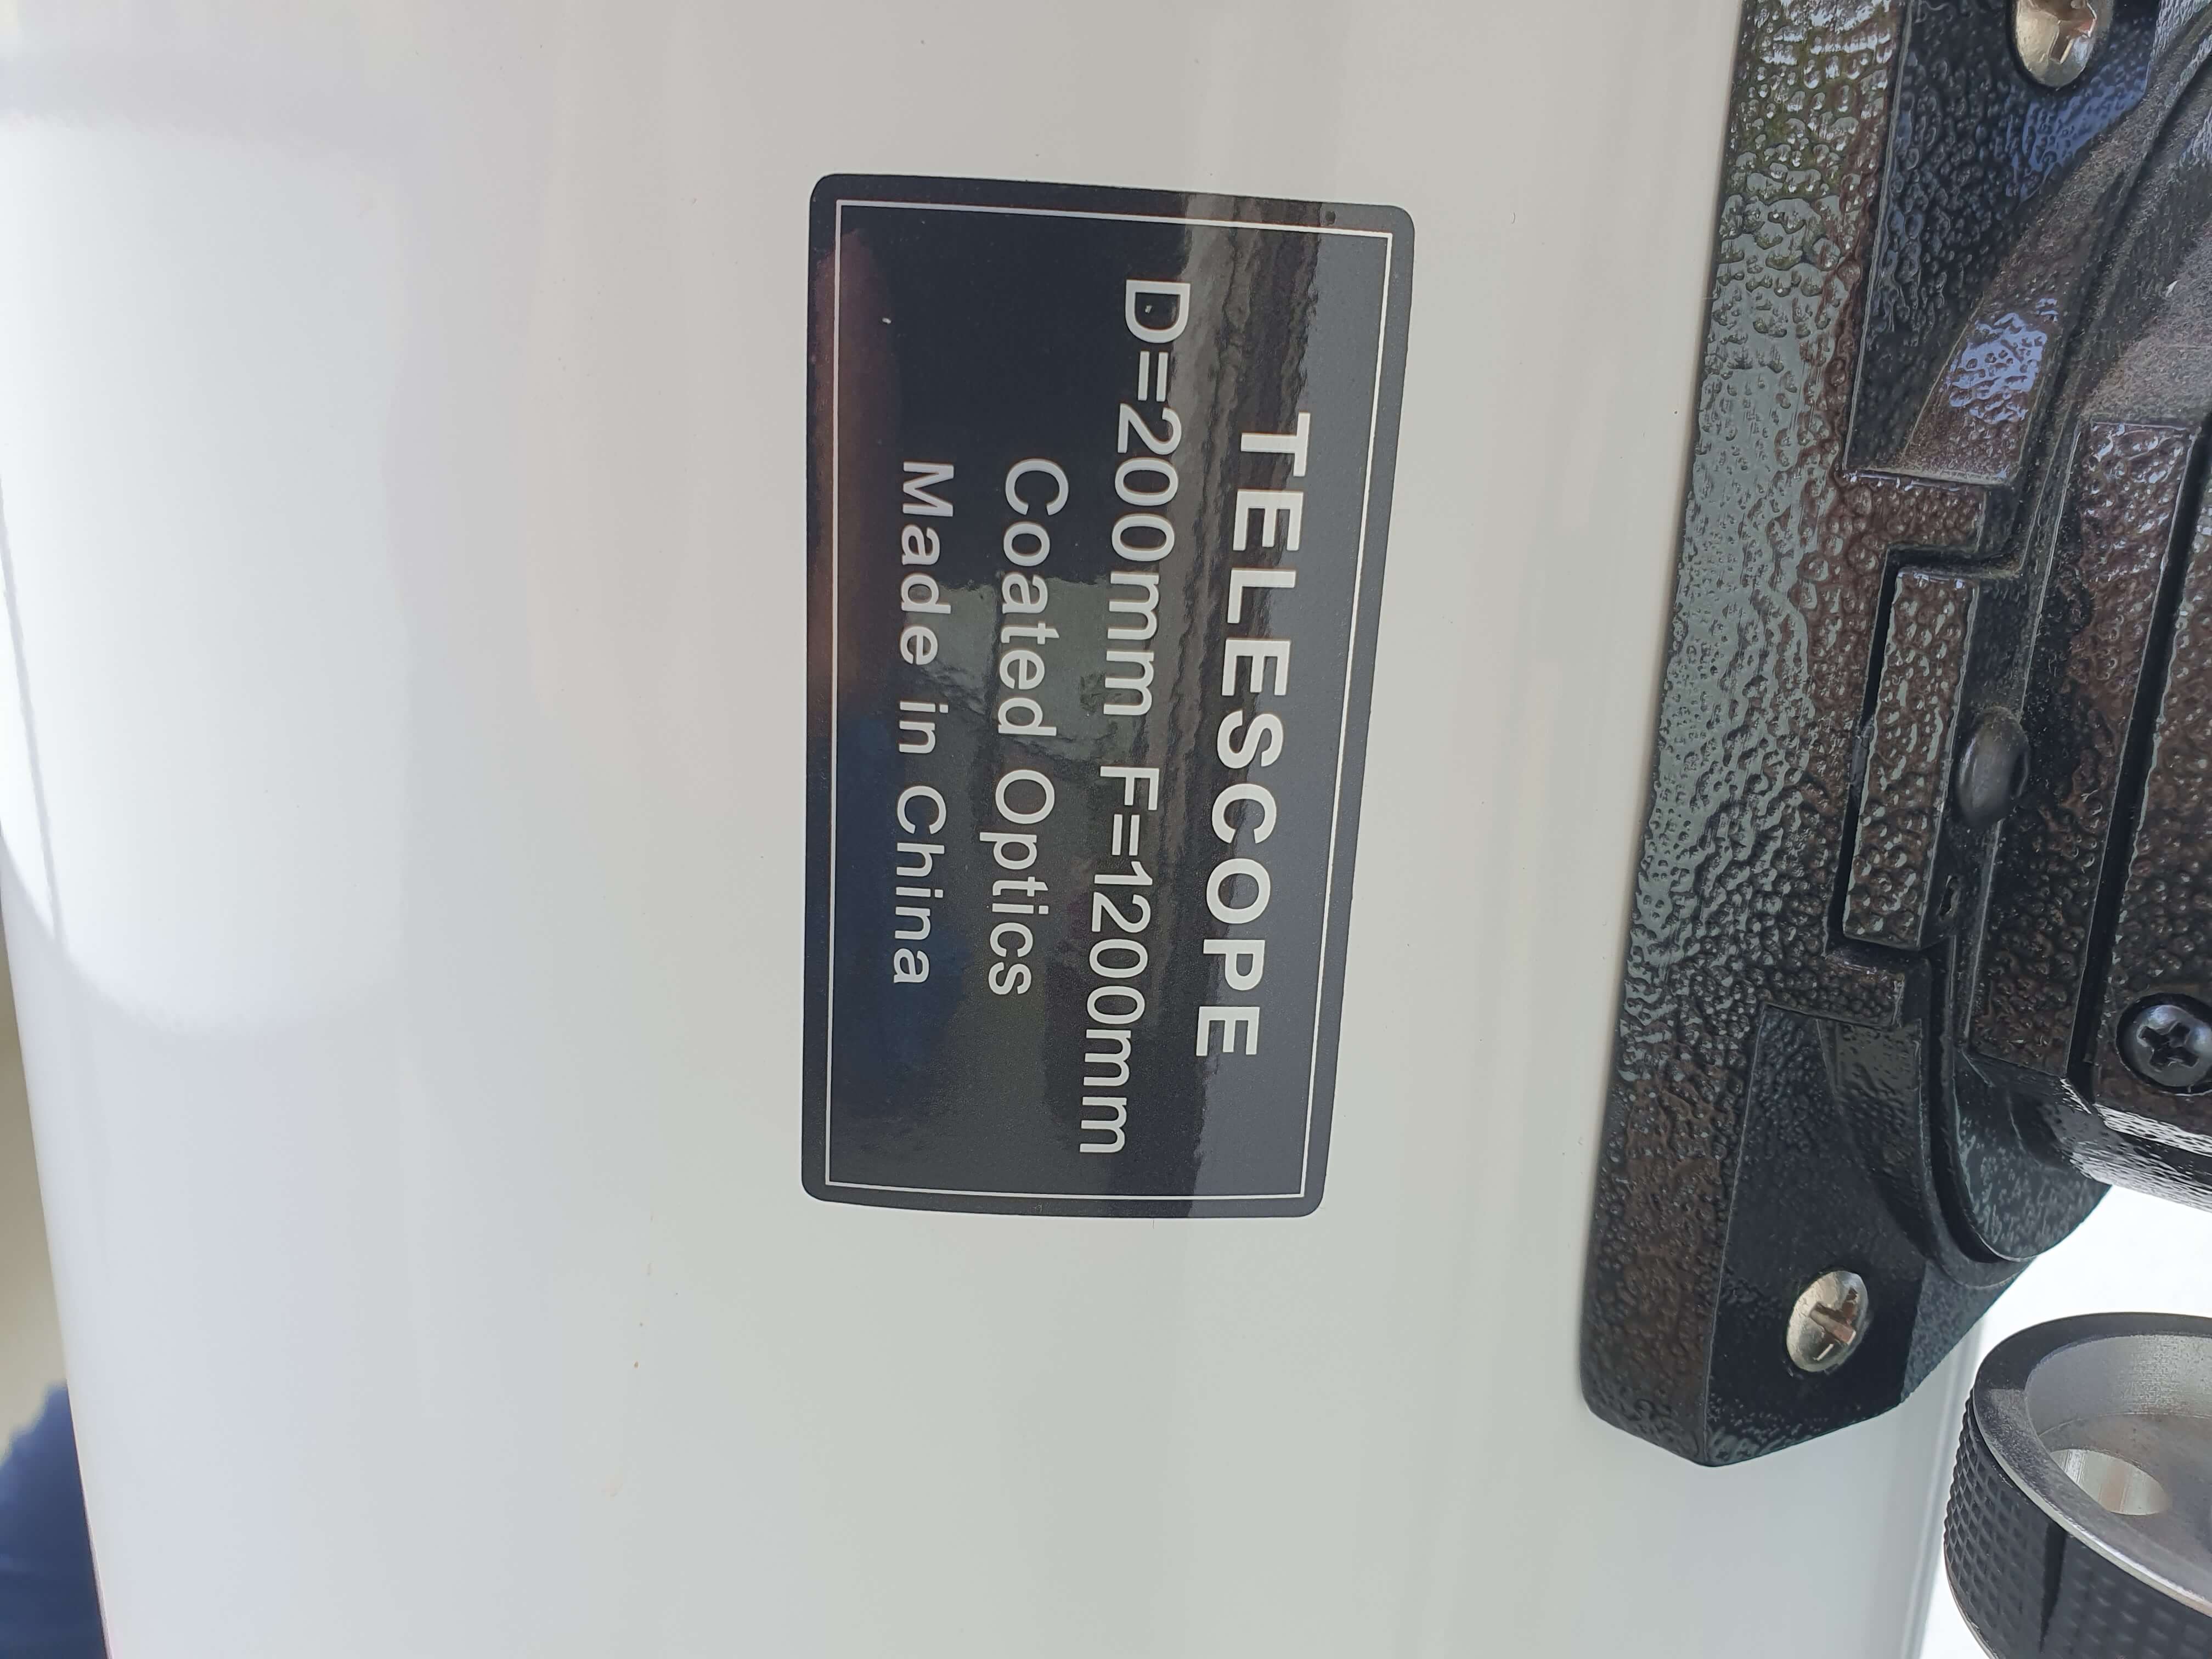 TELESCOPE
D=200mm F=1200mm
Coated Optics
Made in China